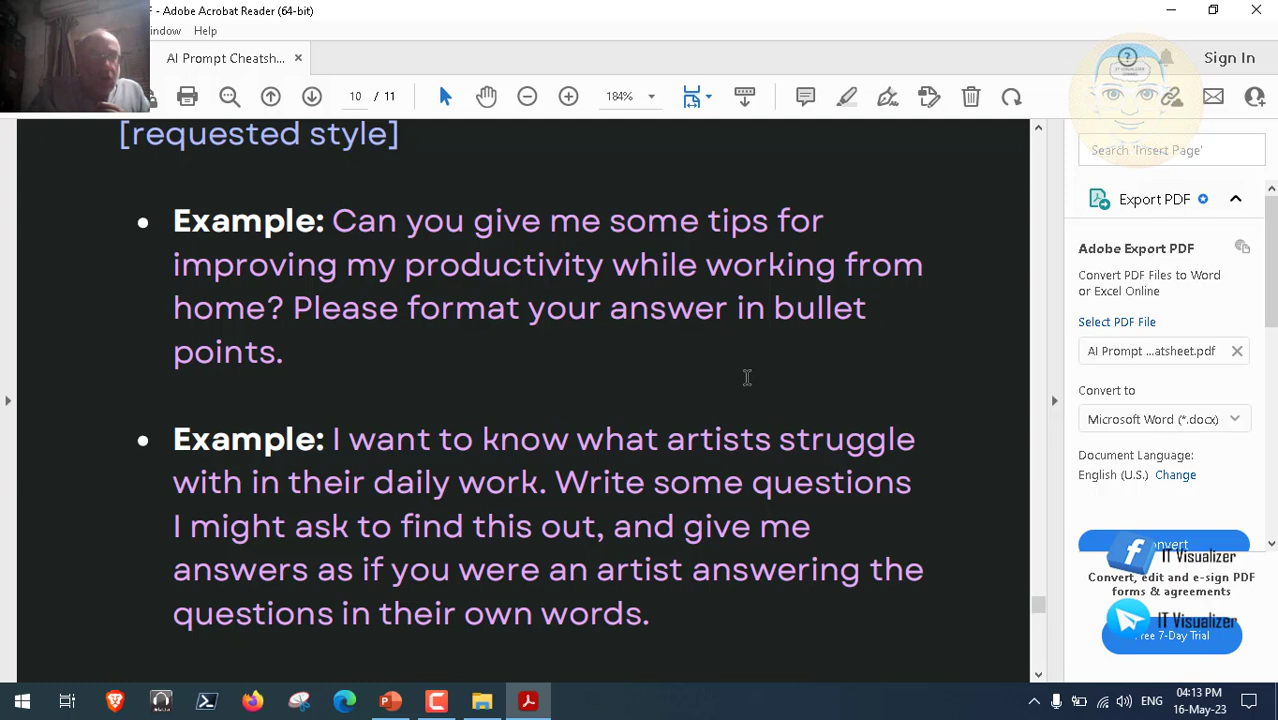 - Adobe Acrobat Reader (64-bit)
indow Help
AI Prompt Cheatsh...
Sign In
10 / 11
184%
[requested style]
Search 'Insert Page'
Export PDF
• Example: Can you give me some tips for
improving my productivity while working from
home? Please format your answer in bullet
points.
• Example: I want to know what artists struggle
with in their daily work. Write some questions
I might ask to find this out, and give me
answers as if you were an artist answering the
questions in their own words.
Adobe Export PDF
Convert PDF Files to Word
or Excel Online
Select PDF File
AI Prompt ...atsheet.pdf
Convert to
Microsoft Word (*.docx)
Document Language:
English (U.S.) Change
Convert
IT Visualizer
Convert, edit and e-sign PDF
forms & agreements
IT Visualizer
Free 7-Day Trial
ENG
04:13 PM
16-May-23